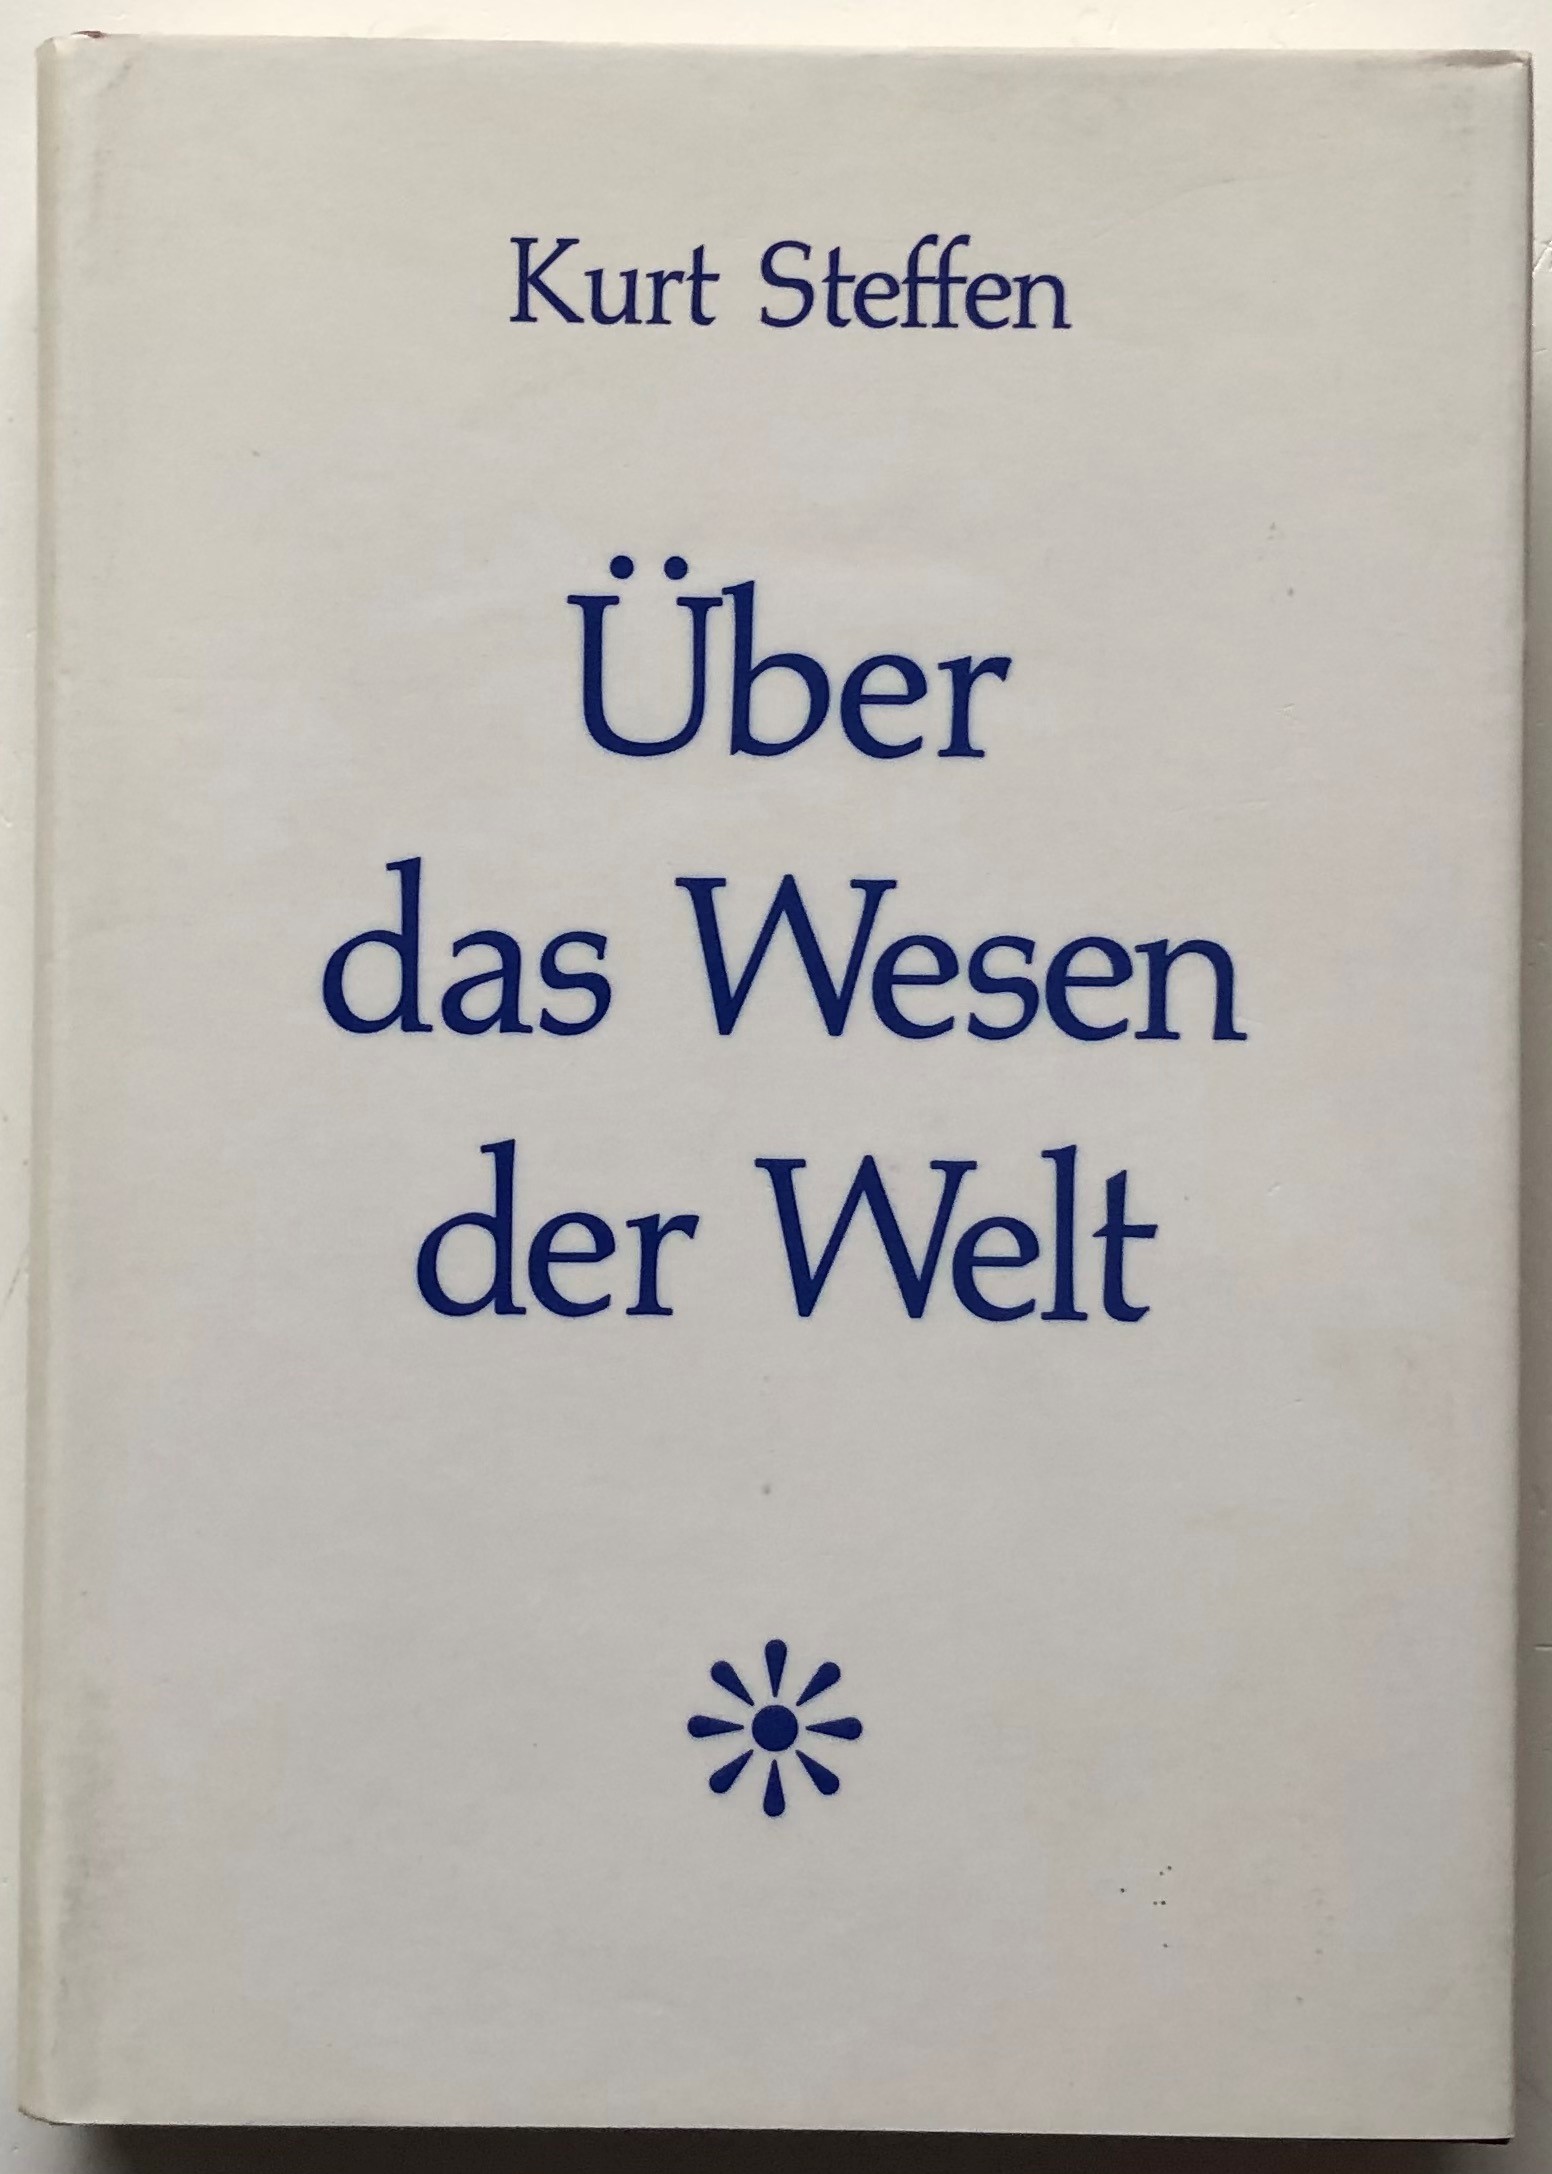 Kurt Steffen
Über
das Wesen
der Welt